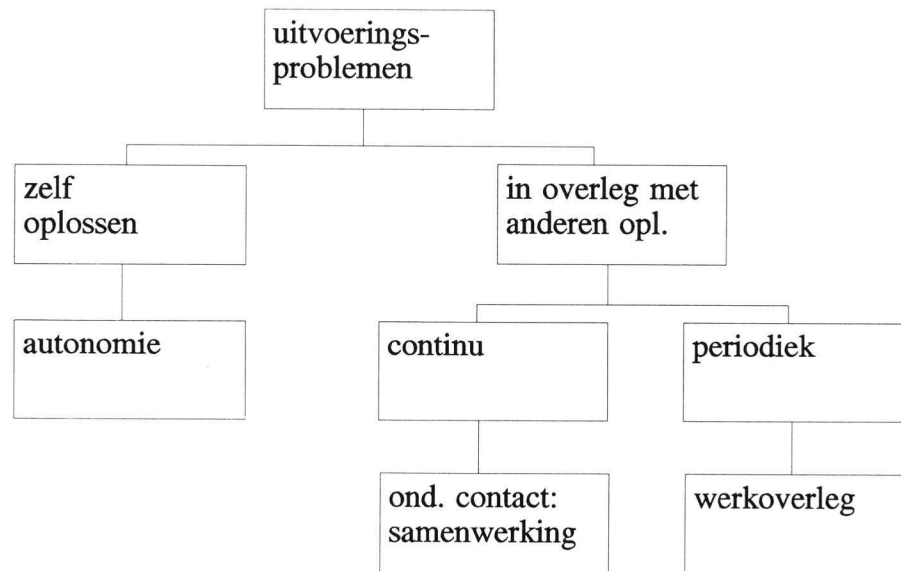 uitvoerings-
problemen
zelf
oplossen
in overleg met
anderen opl.
autonomie
continu
periodiek
ond. contact:
samenwerking
werkoverleg